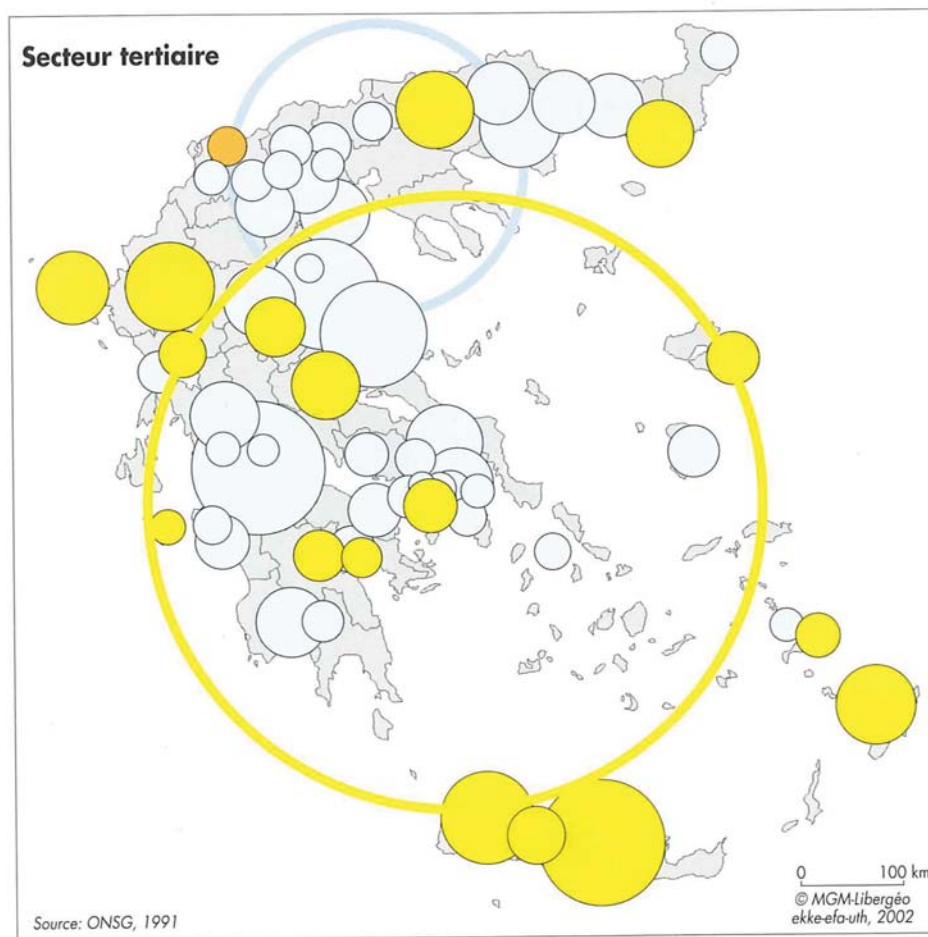 Secteur tertiaire
0 100 km
© MGM-Libergéo
ekke-efa-uth, 2002
Source: ONSG, 1991